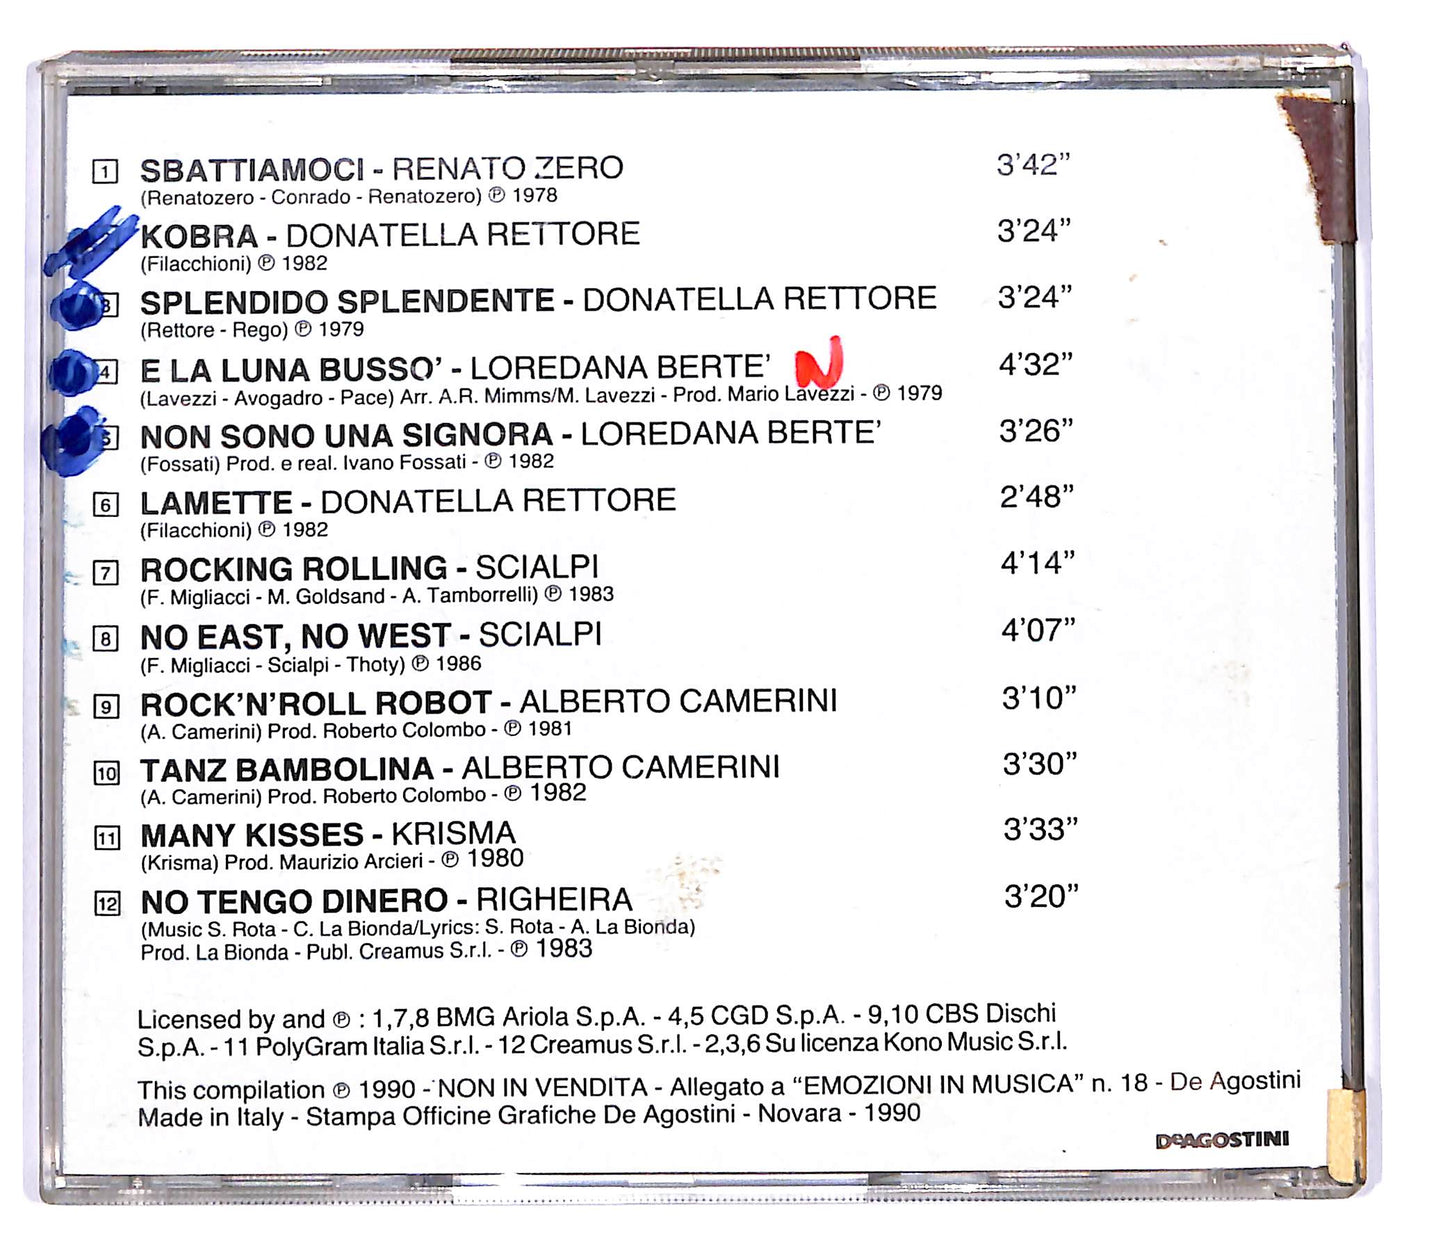 1 SBATTIAMOCI - RENATO ZERO 3'42"
(Renatozero - Conrado - Renatozero) ℗ 1978
KOBRA - DONATELLA RETTORE 3'24"
(Filacchioni) ℗ 1982
3 SPLENDIDO SPLENDENTE - DONATELLA RETTORE 3'24"
(Rettore - Rego) ℗ 1979
4 E LA LUNA BUSSO' - LOREDANA BERTE' N 4'32"
(Lavezzi - Avogadro - Pace) Arr. A.R. Mimms/M. Lavezzi - Prod. Mario Lavezzi - ℗ 1979
5 NON SONO UNA SIGNORA - LOREDANA BERTE' 3'26"
(Fossati) Prod. e real. Ivano Fossati - ℗ 1982
6 LAMETTE - DONATELLA RETTORE 2'48"
(Filacchioni) ℗ 1982
7 ROCKING ROLLING - SCIALPI 4'14"
(F. Migliacci - M. Goldsand - A. Tamborrelli) ℗ 1983
8 NO EAST, NO WEST - SCIALPI 4'07"
(F. Migliacci - Scialpi - Thoty) ℗ 1986
9 ROCK'N'ROLL ROBOT - ALBERTO CAMERINI 3'10"
(A. Camerini) Prod. Roberto Colombo - ℗ 1981
10 TANZ BAMBOLINA - ALBERTO CAMERINI 3'30"
(A. Camerini) Prod. Roberto Colombo - ℗ 1982
11 MANY KISSES - KRISMA 3'33"
(Krisma) Prod. Maurizio Arcieri - ℗ 1980
12 NO TENGO DINERO - RIGHEIRA 3'20"
(Music S. Rota - C. La Bionda/Lyrics: S. Rota - A. La Bionda)
Prod. La Bionda - Publ. Creamus S.r.l. - ℗ 1983
Licensed by and ℗ : 1,7,8 BMG Ariola S.p.A. - 4,5 CGD S.p.A. - 9,10 CBS Dischi
S.p.A. - 11 PolyGram Italia S.r.l. - 12 Creamus S.r.l. - 2,3,6 Su licenza Kono Music S.r.l.
This compilation ℗ 1990 - NON IN VENDITA - Allegato a "EMOZIONI IN MUSICA" n. 18 - De Agostini
Made in Italy - Stampa Officine Grafiche De Agostini - Novara - 1990
DeAGOSTINI